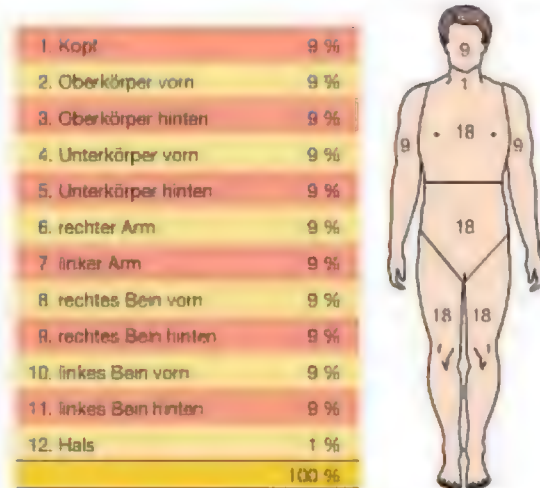 1. Kopf 9 %
2. Oberkörper vorn 9 %
3. Oberkörper hinten 9 %
4. Unterkörper vorn 9 %
5. Unterkörper hinten 9 %
6. rechter Arm 9 %
7. linker Arm 9 %
8. rechtes Bein vorn 9 %
9. rechtes Bein hinten 9 %
10. linkes Bein vorn 9 %
11. linkes Bein hinten 9 %
12. Hals 1 %
100 %
9
1
18
9 9
18
18 18